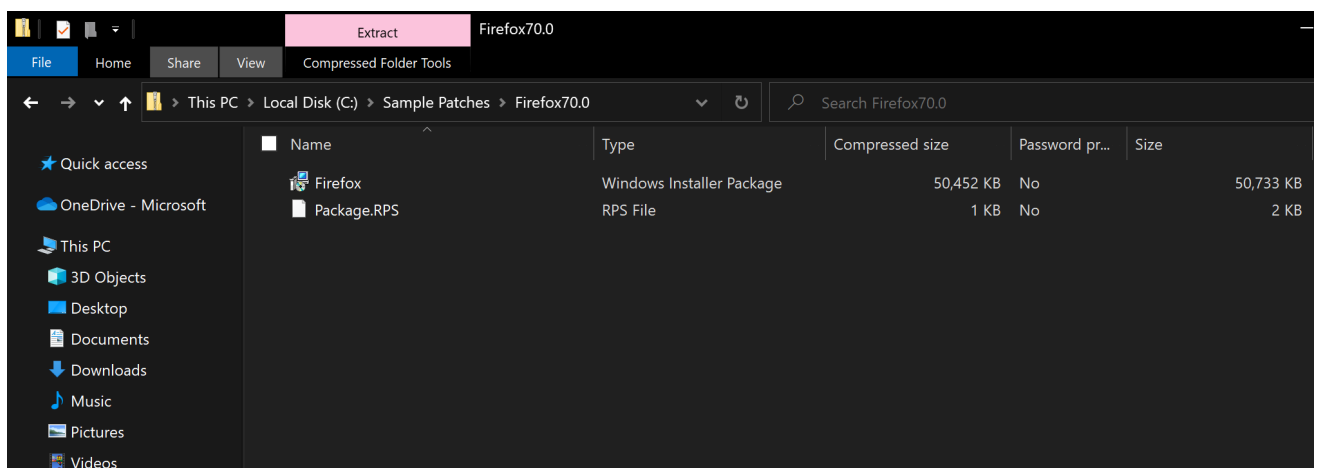 Extract Firefox70.0
File Home Share View Compressed Folder Tools
This PC Local Disk (C:) Sample Patches Firefox70.0 Search Firefox70.0
Name Type Compressed size Password pr... Size
Quick access
Firefox Windows Installer Package 50,452 KB No 50,733 KB
OneDrive - Microsoft
Package.RPS RPS File 1 KB No 2 KB
This PC
3D Objects
Desktop
Documents
Downloads
Music
Pictures
Videos